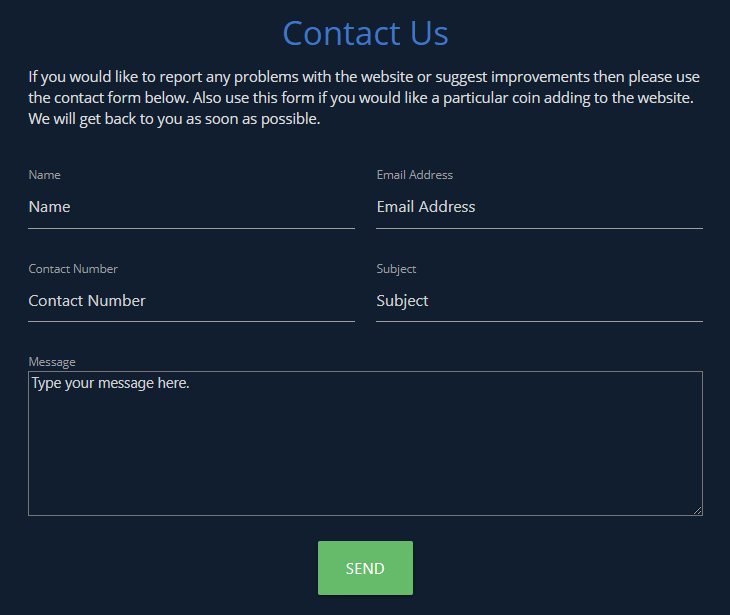 Contact Us
If you would like to report any problems with the website or suggest improvements then please use
the contact form below. Also use this form if you would like a particular coin adding to the website.
We will get back to you as soon as possible.
Name
Email Address
Name
Email Address
Contact Number
Subject
Contact Number
Subject
Message
Type your message here.
SEND